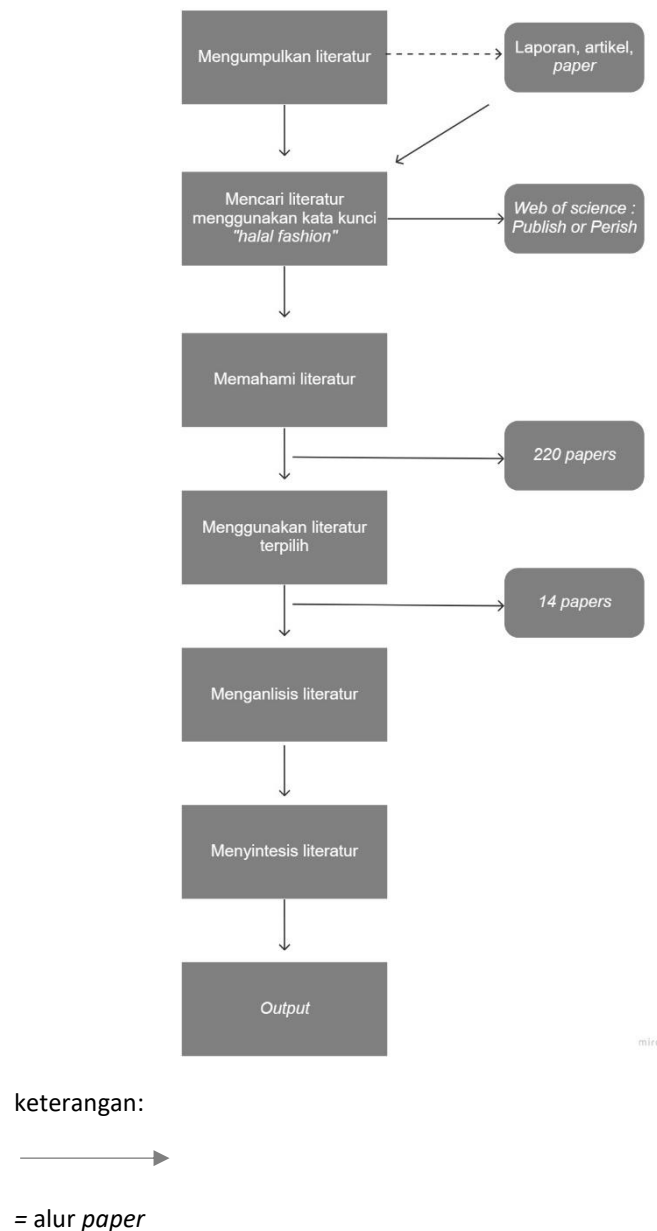 Mengumpulkan literatur
Laporan, artikel,
paper
Mencari literatur
menggunakan kata kunci
"halal fashion"
Web of science :
Publish or Perish
Memahami literatur
220 papers
Menggunakan literatur
terpilih
14 papers
Menganlisis literatur
Menyintesis literatur
Output
keterangan:
= alur paper